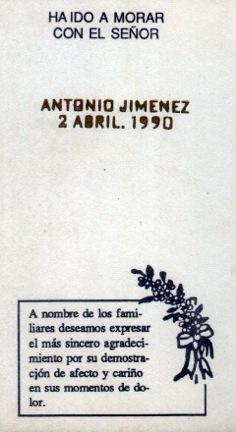 HA IDO A MORAR
CON EL SEÑOR
ANTONIO JIMENEZ
2 ABRIL. 1990
A nombre de los fami-
liares deseamos expresar
el más sincero agradeci-
miento por su demostra-
cjón de afecto y cariño
en sus momentos de do-
lor.